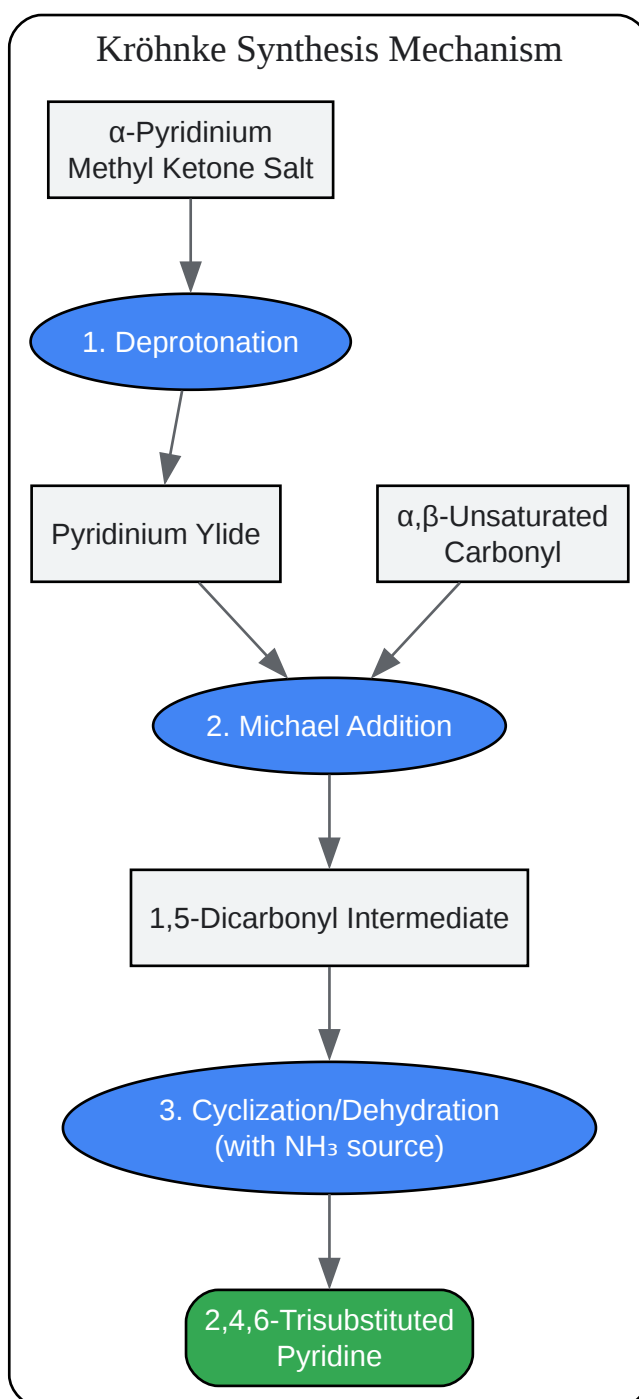 Kröhnke Synthesis Mechanism
α-Pyridinium
Methyl Ketone Salt
1. Deprotonation
Pyridinium Ylide
α,β-Unsaturated
Carbonyl
2. Michael Addition
1,5-Dicarbonyl Intermediate
3. Cyclization/Dehydration
(with NH₃ source)
2,4,6-Trisubstituted
Pyridine